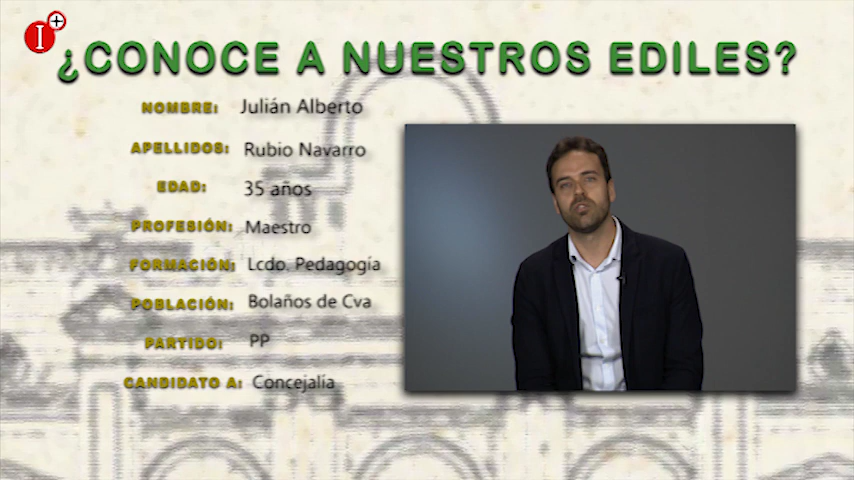 I+
¿CONOCE A NUESTROS EDILES?
NOMBRE: Julián Alberto
APELLIDOS: Rubio Navarro
EDAD: 35 años
PROFESIÓN: Maestro
FORMACIÓN: Lcdo. Pedagogía
POBLACIÓN: Bolaños de Cva
PARTIDO: PP
CANDIDATO A: Concejalía